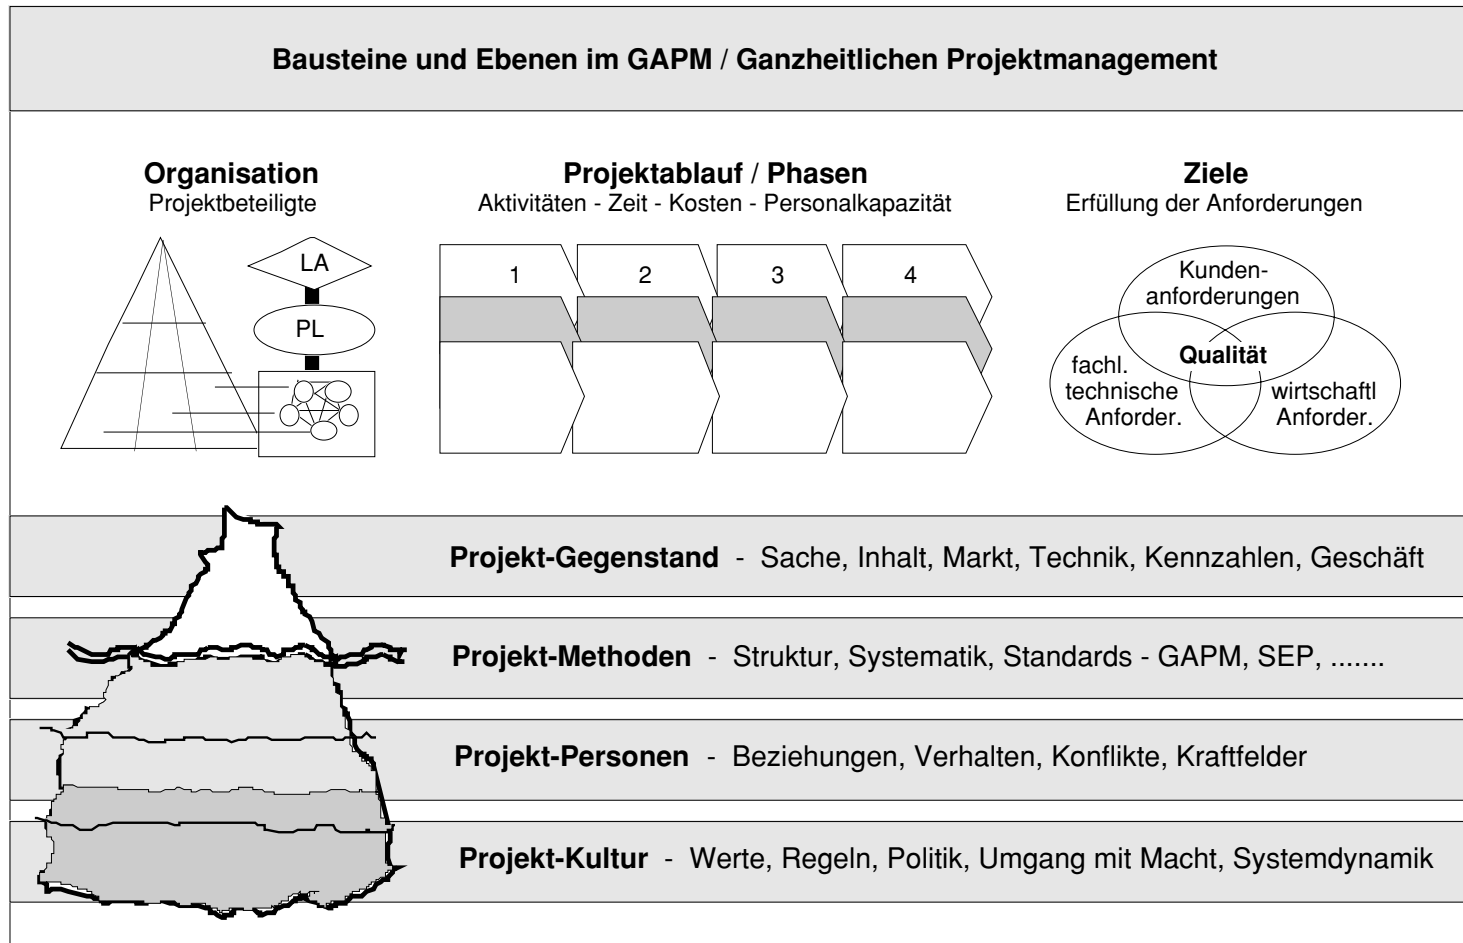 Bausteine und Ebenen im GAPM / Ganzheitlichen Projektmanagement
Organisation
Projektbeteiligte
LA
PL
Projektablauf / Phasen
Aktivitäten - Zeit - Kosten - Personalkapazität
1
2
3
4
Ziele
Erfüllung der Anforderungen
Kunden-
anforderungen
Qualität
fachl.
technische
Anforder.
wirtschaftl
Anforder.
Projekt-Gegenstand - Sache, Inhalt, Markt, Technik, Kennzahlen, Geschäft
Projekt-Methoden - Struktur, Systematik, Standards - GAPM, SEP, .......
Projekt-Personen - Beziehungen, Verhalten, Konflikte, Kraftfelder
Projekt-Kultur - Werte, Regeln, Politik, Umgang mit Macht, Systemdynamik